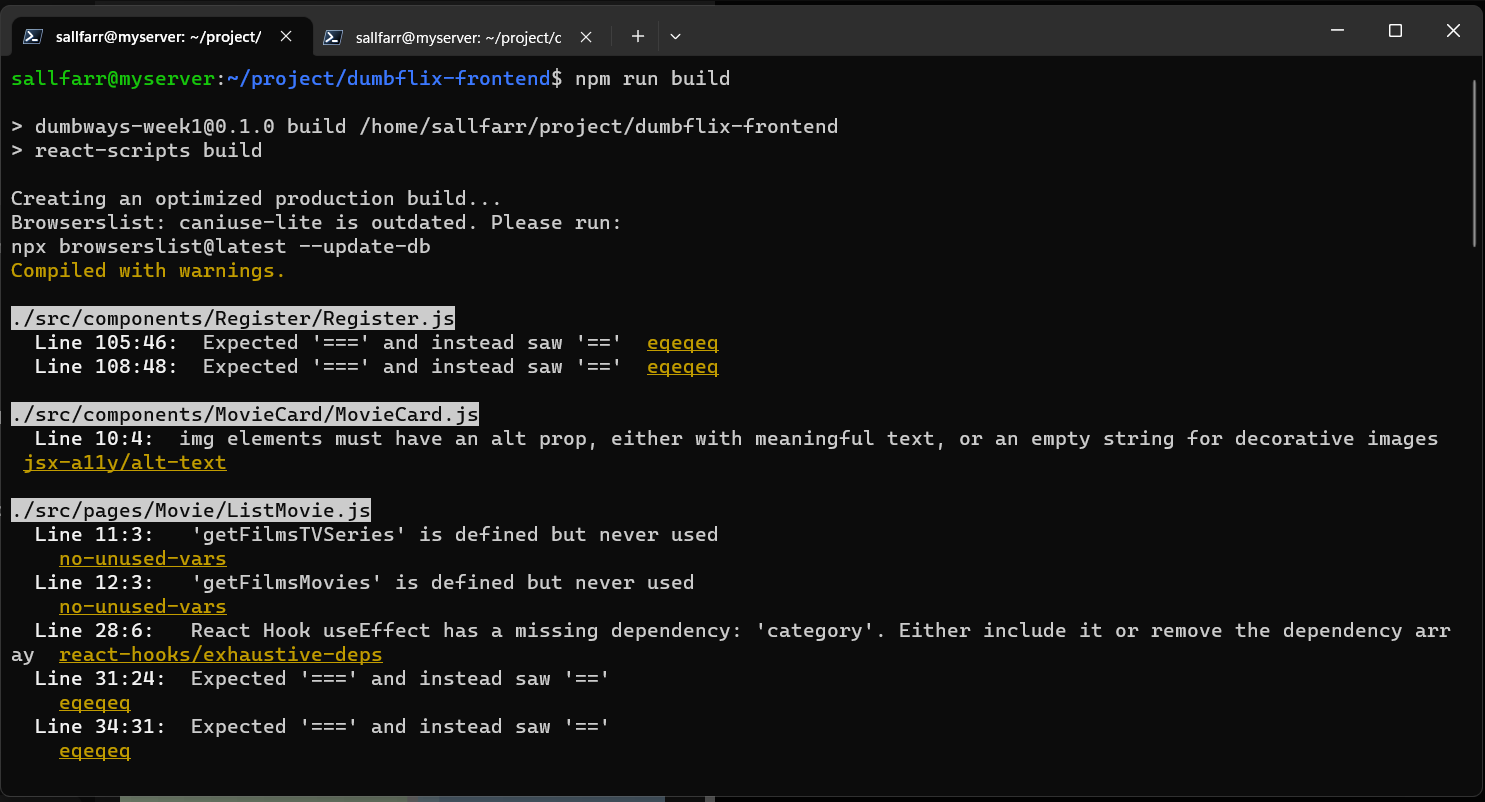 sallfarr@myserver: ~/project/
sallfarr@myserver: ~/project/c
sallfarr@myserver:~/project/dumbflix-frontend$ npm run build
> dumbways-week1@0.1.0 build /home/sallfarr/project/dumbflix-frontend
> react-scripts build
Creating an optimized production build...
Browserslist: caniuse-lite is outdated. Please run:
npx browserslist@latest --update-db
Compiled with warnings.
./src/components/Register/Register.js
Line 105:46:  Expected '===' and instead saw '=='  eqeqeq
Line 108:48:  Expected '===' and instead saw '=='  eqeqeq
./src/components/MovieCard/MovieCard.js
Line 10:4:  img elements must have an alt prop, either with meaningful text, or an empty string for decorative images
jsx-a11y/alt-text
./src/pages/Movie/ListMovie.js
Line 11:3:   'getFilmsTVSeries' is defined but never used
no-unused-vars
Line 12:3:   'getFilmsMovies' is defined but never used
no-unused-vars
Line 28:6:   React Hook useEffect has a missing dependency: 'category'. Either include it or remove the dependency arr
ay  react-hooks/exhaustive-deps
Line 31:24:  Expected '===' and instead saw '=='
eqeqeq
Line 34:31:  Expected '===' and instead saw '=='
eqeqeq